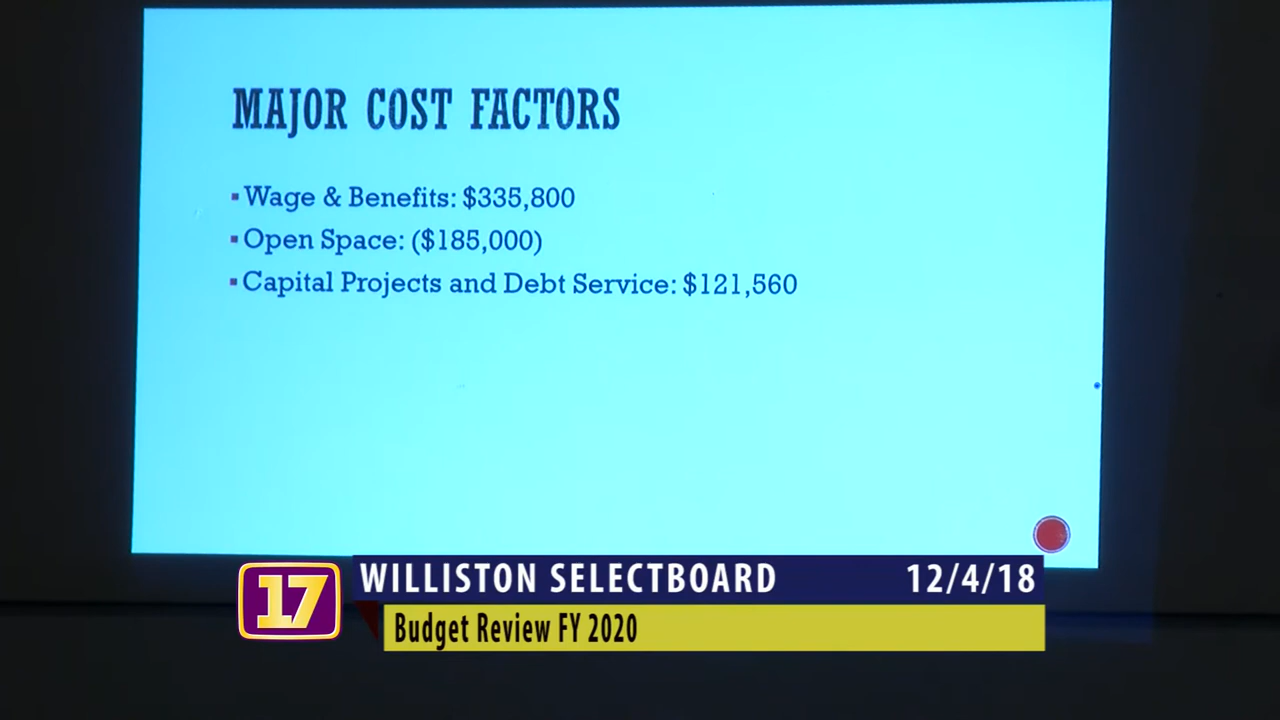 MAJOR COST FACTORS
▪ Wage & Benefits: $335,800
▪ Open Space: ($185,000)
▪ Capital Projects and Debt Service: $121,560
17
WILLISTON SELECTBOARD 12/4/18
Budget Review FY 2020